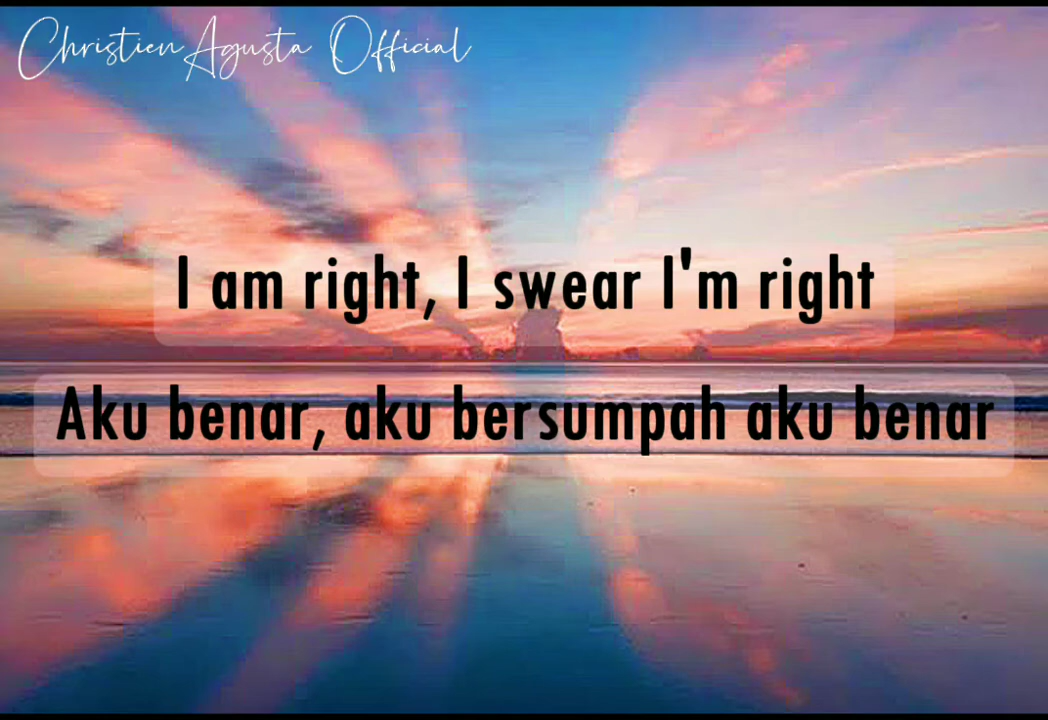 Christien Agusta Official
I am right, I swear I'm right
Aku benar, aku bersumpah aku benar